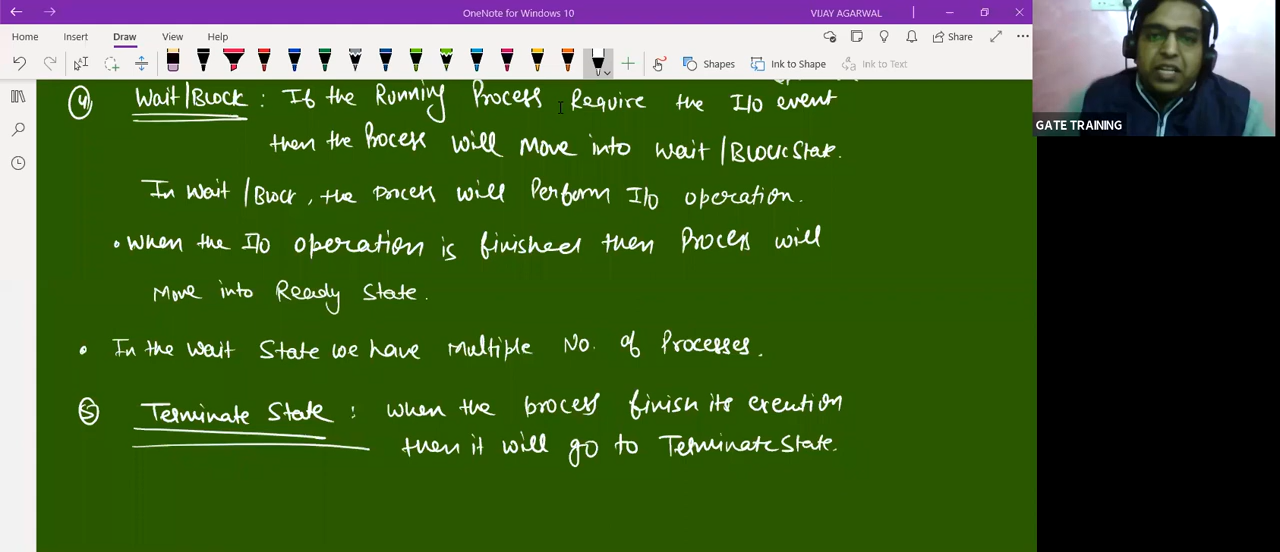 OneNote for Windows 10
VIJAY AGARWAL
Home Insert Draw View Help
Share
Shapes Ink to Shape Ink to Text
GATE TRAINING
④ Wait/Block : If the Running Process Require the I/O event
then the Process will Move into Wait/Block State.
In Wait/Block, the process will Perform I/O operation.
• When the I/O operation is finished then Process will
Move into Ready State.
• In the Wait State we have Multiple No. of Processes.
⑤ Terminate State : when the process finish its exeution
then it will go to Terminate State.